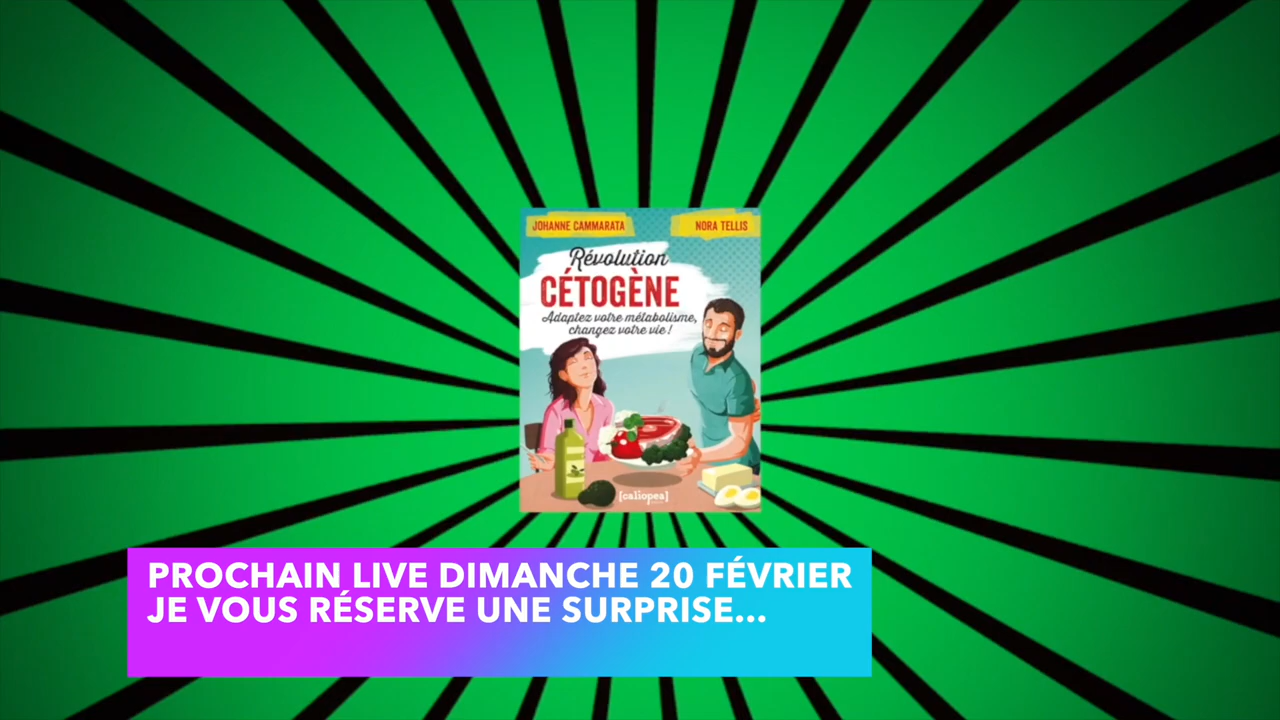 JOHANNE CAMMARATA
NORA TELLIS
Révolution
CÉTOGÈNE
Adaptez votre métabolisme,
changez votre vie !
[caliopea]
PROCHAIN LIVE DIMANCHE 20 FÉVRIER
JE VOUS RÉSERVE UNE SURPRISE...